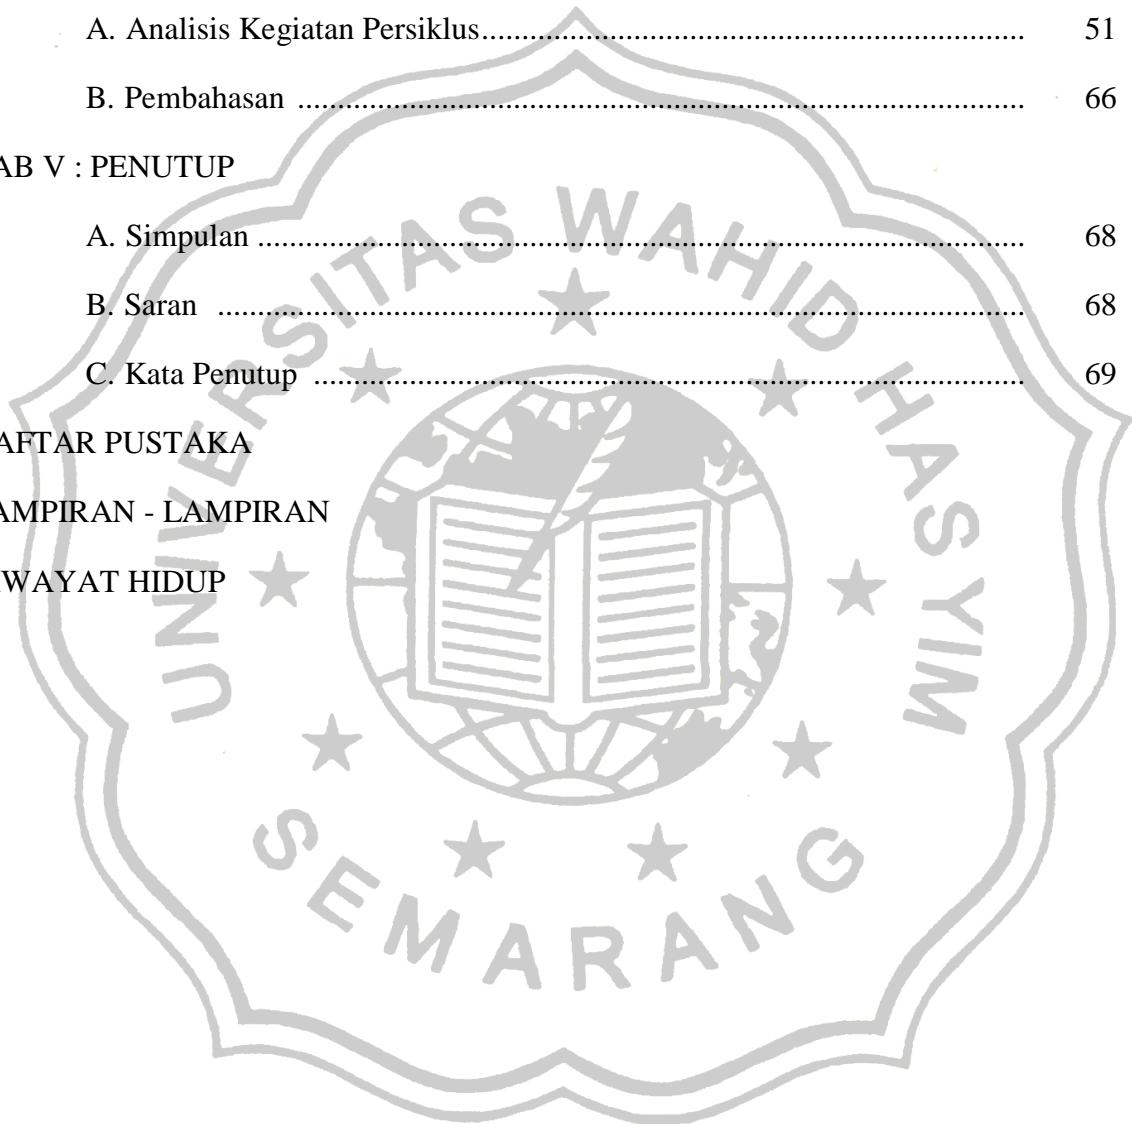 A. Analisis Kegiatan Persiklus.................................................................... 51
B. Pembahasan ........................................................................................... 66
AB V : PENUTUP
A. Simpulan ................................................................................................ 68
B. Saran ..................................................................................................... 68
C. Kata Penutup ......................................................................................... 69
AFTAR PUSTAKA
AMPIRAN - LAMPIRAN
WAYAT HIDUP
UNIVERSITAS WAHID HASYIM
SEMARANG